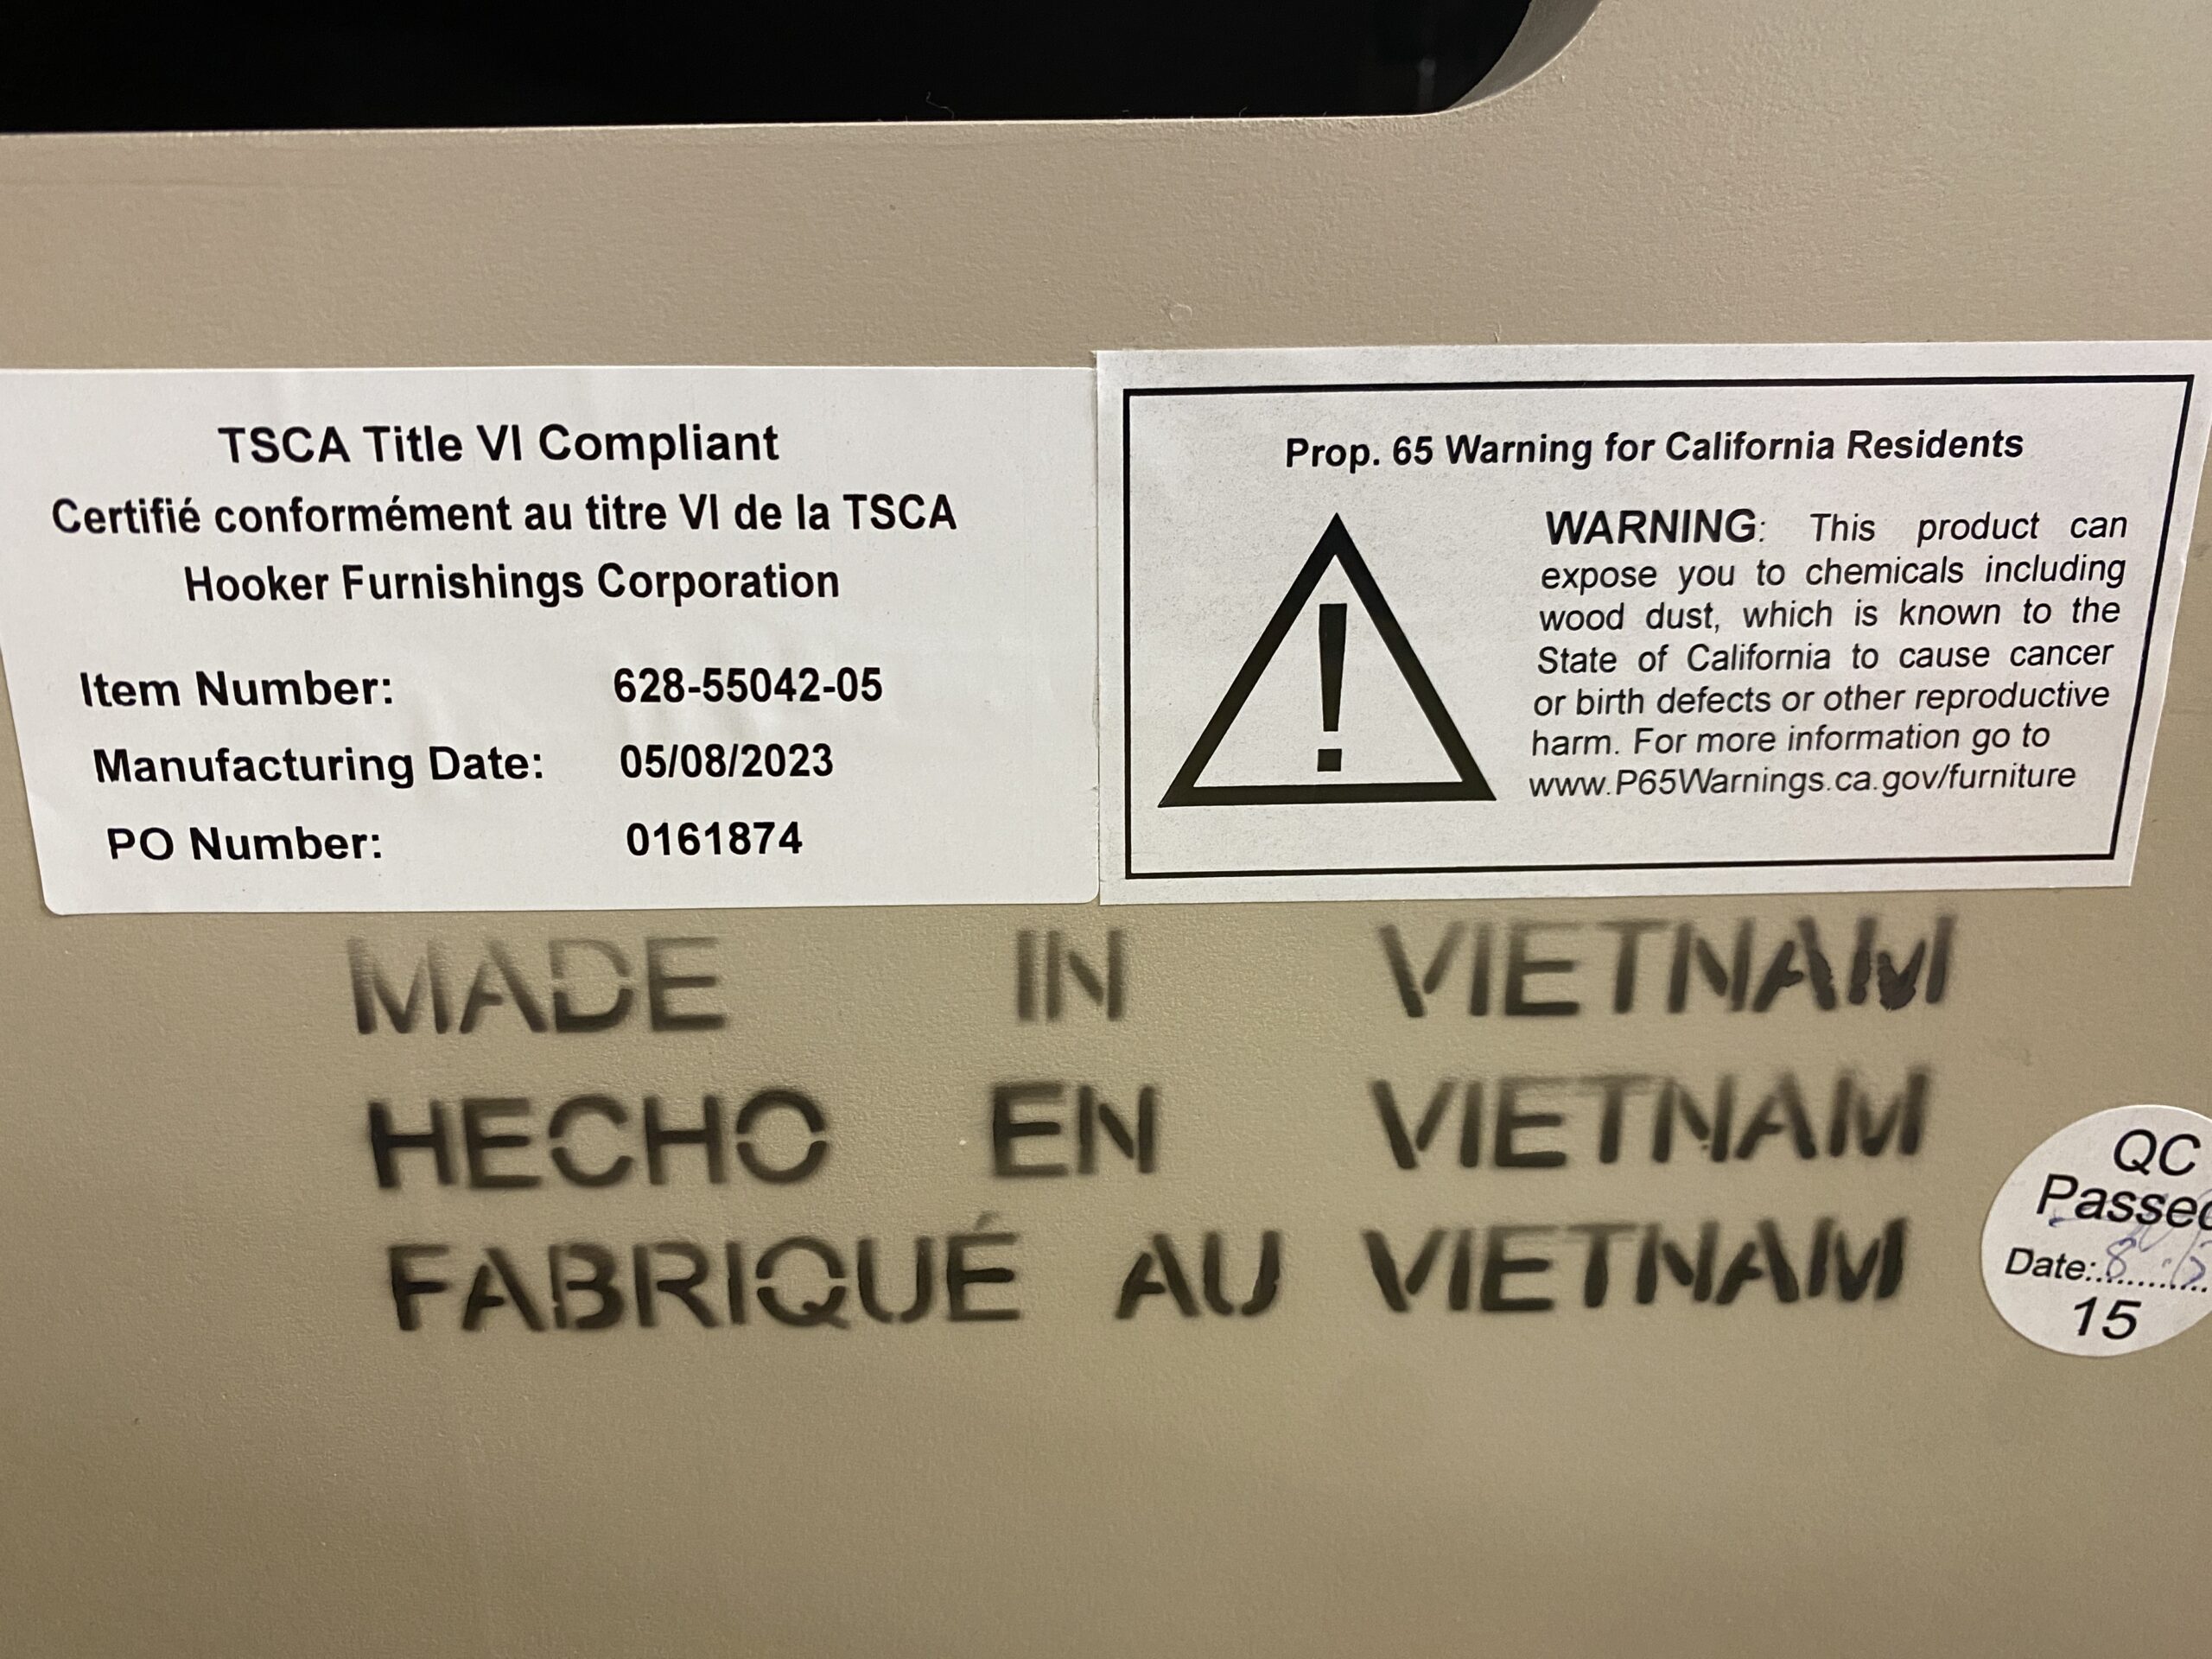 TSCA Title VI Compliant
Certifié conformément au titre VI de la TSCA
Hooker Furnishings Corporation
Item Number: 628-55042-05
Manufacturing Date: 05/08/2023
PO Number: 0161874
Prop. 65 Warning for California Residents
WARNING: This product can
expose you to chemicals including
wood dust, which is known to the
State of California to cause cancer
or birth defects or other reproductive
harm. For more information go to
www.P65Warnings.ca.gov/furniture
MADE IN VIETNAM
HECHO EN VIETNAM
FABRIQUÉ AU VIETNAM
QC
Date:
15